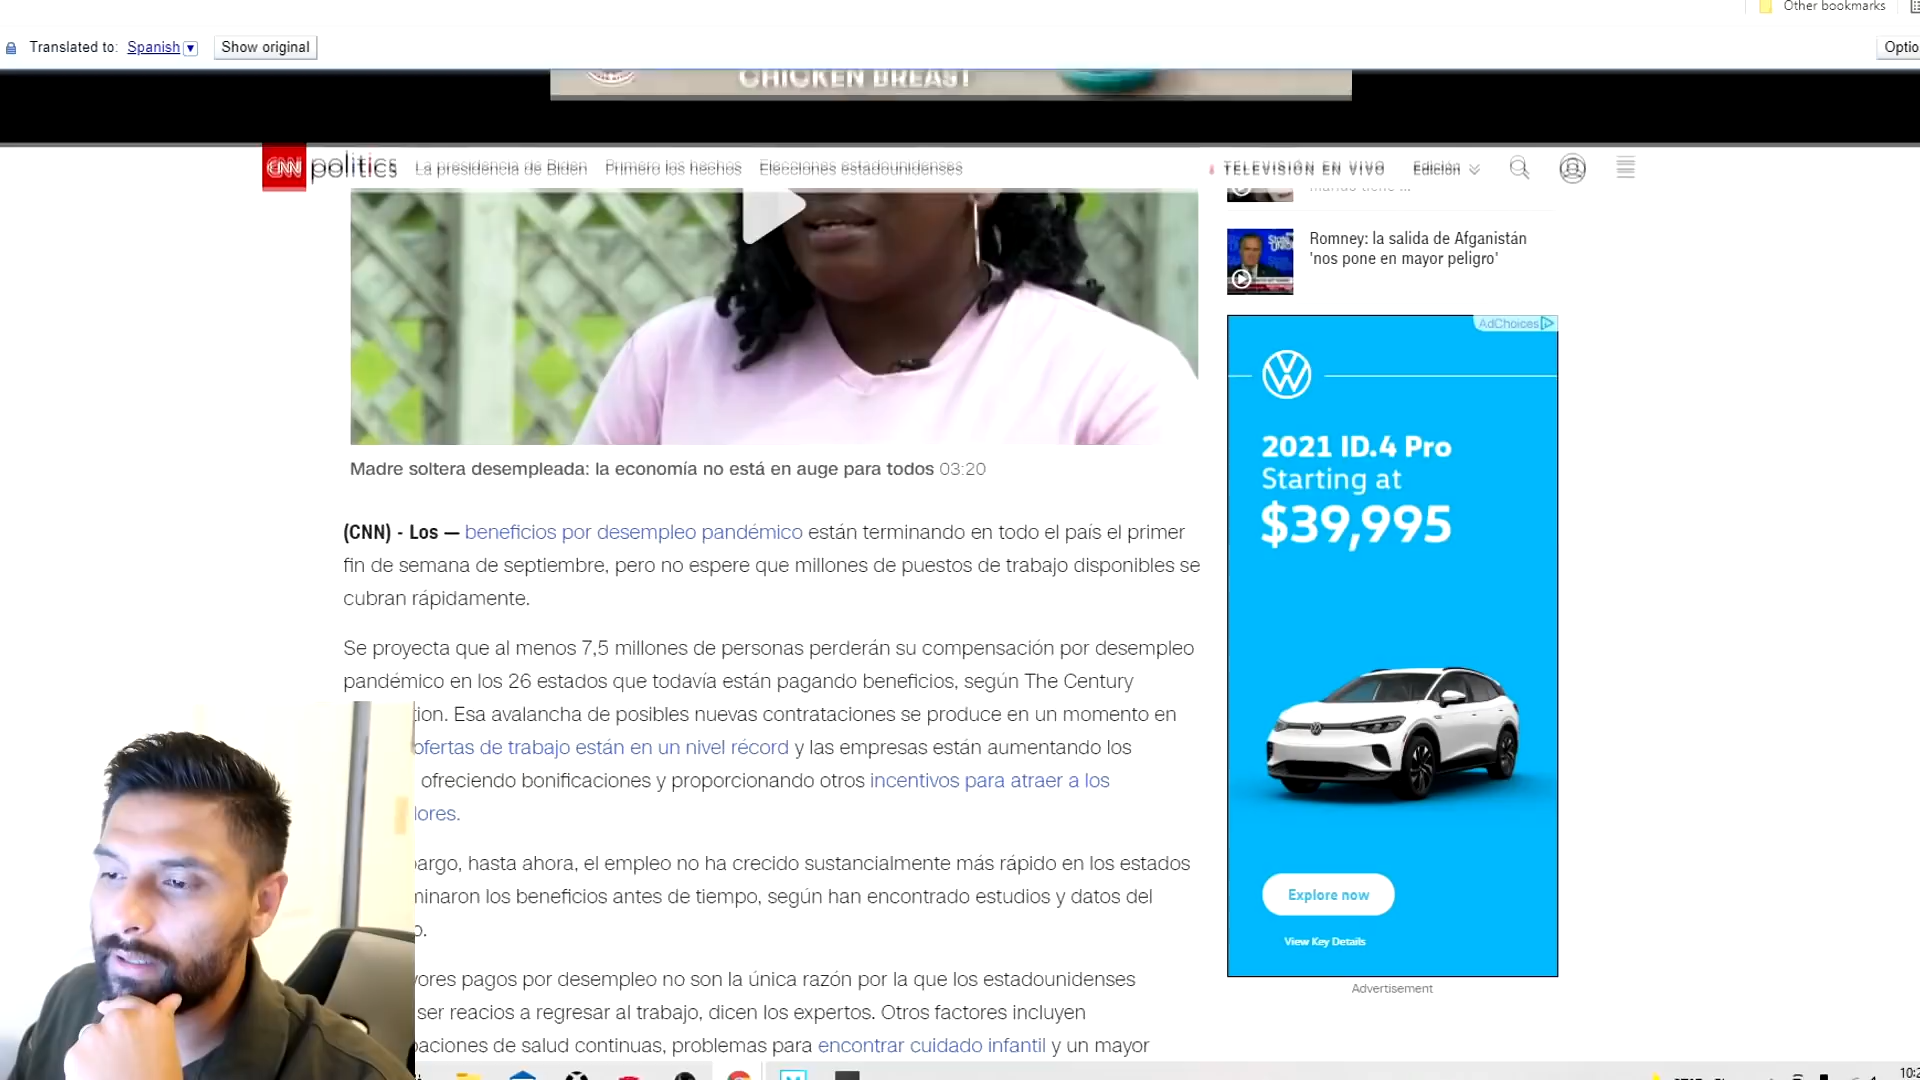 Other bookmarks
Translated to: Spanish
Show original
Optio
CHICKEN BREAST
CNN politics
La presidencia de Biden
Primero los hechos
Elecciones estadounidenses
TELEVISIÓN EN VIVO
Edición
Romney: la salida de Afganistán
'nos pone en mayor peligro'
AdChoices
2021 ID.4 Pro
Starting at
$39,995
Explore now
View Key Details
Advertisement
Madre soltera desempleada: la economía no está en auge para todos 03:20
(CNN) - Los — beneficios por desempleo pandémico están terminando en todo el país el primer
fin de semana de septiembre, pero no espere que millones de puestos de trabajo disponibles se
cubran rápidamente.
Se proyecta que al menos 7,5 millones de personas perderán su compensación por desempleo
pandémico en los 26 estados que todavía están pagando beneficios, según The Century
tion. Esa avalancha de posibles nuevas contrataciones se produce en un momento en
ofertas de trabajo están en un nivel récord y las empresas están aumentando los
ofreciendo bonificaciones y proporcionando otros incentivos para atraer a los
lores.
bargo, hasta ahora, el empleo no ha crecido sustancialmente más rápido en los estados
minaron los beneficios antes de tiempo, según han encontrado estudios y datos del
o.
yores pagos por desempleo no son la única razón por la que los estadounidenses
ser reacios a regresar al trabajo, dicen los expertos. Otros factores incluyen
paciones de salud continuas, problemas para encontrar cuidado infantil y un mayor